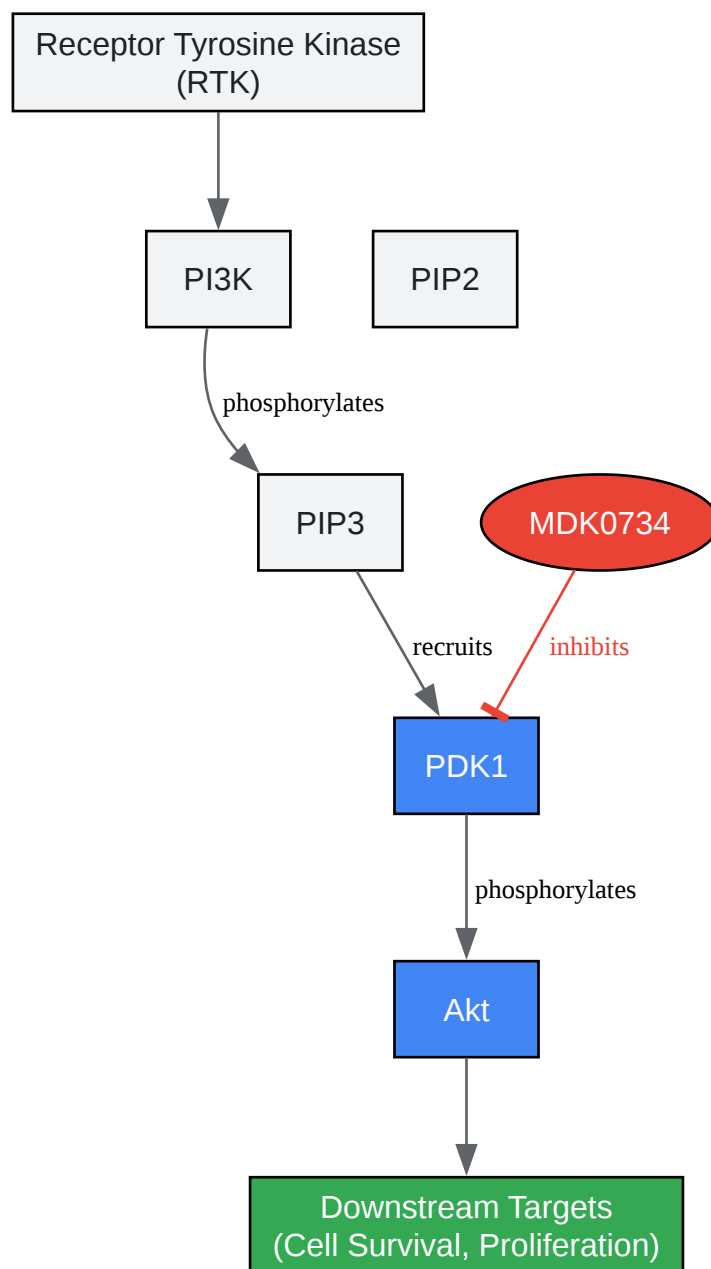 Receptor Tyrosine Kinase
(RTK)
PI3K
PIP2
phosphorylates
PIP3
MDK0734
recruits
inhibits
PDK1
phosphorylates
Akt
Downstream Targets
(Cell Survival, Proliferation)